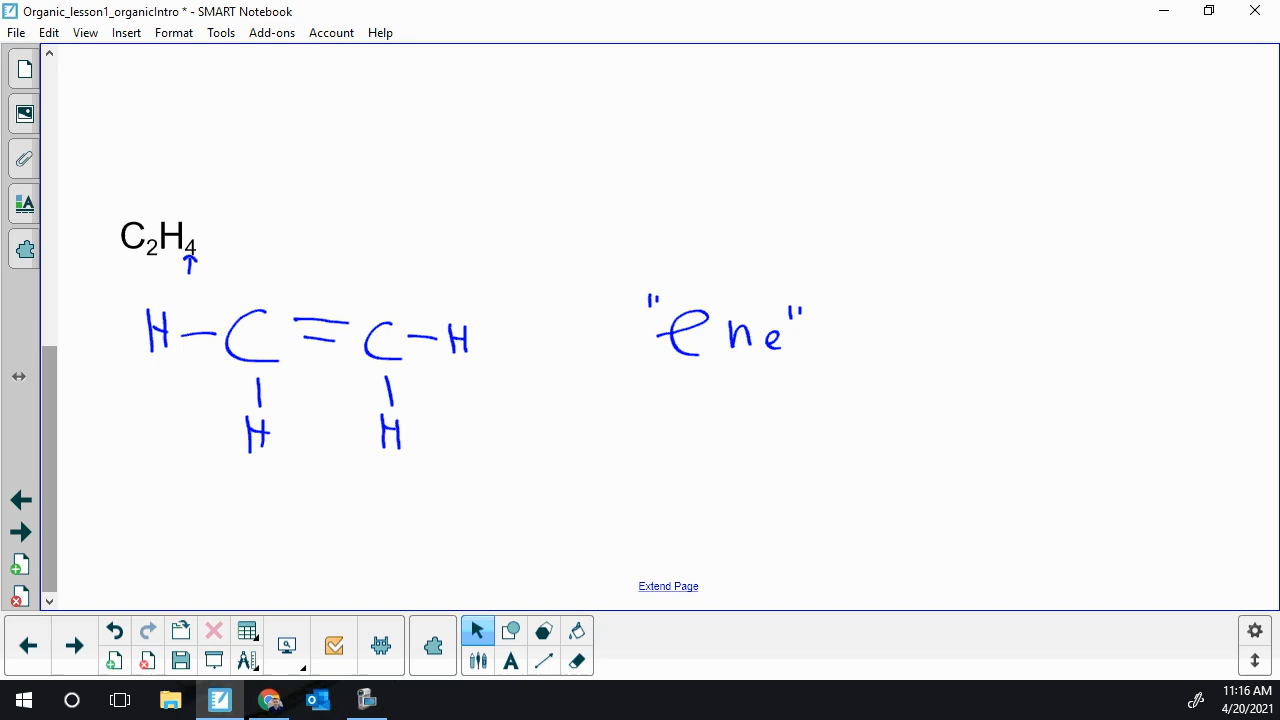 Organic_lesson1_organicIntro * - SMART Notebook
File Edit View Insert Format Tools Add-ons Account Help
C₂H₄
H - C = C - H
H H
"ene"
Extend Page
11:16 AM
4/20/2021